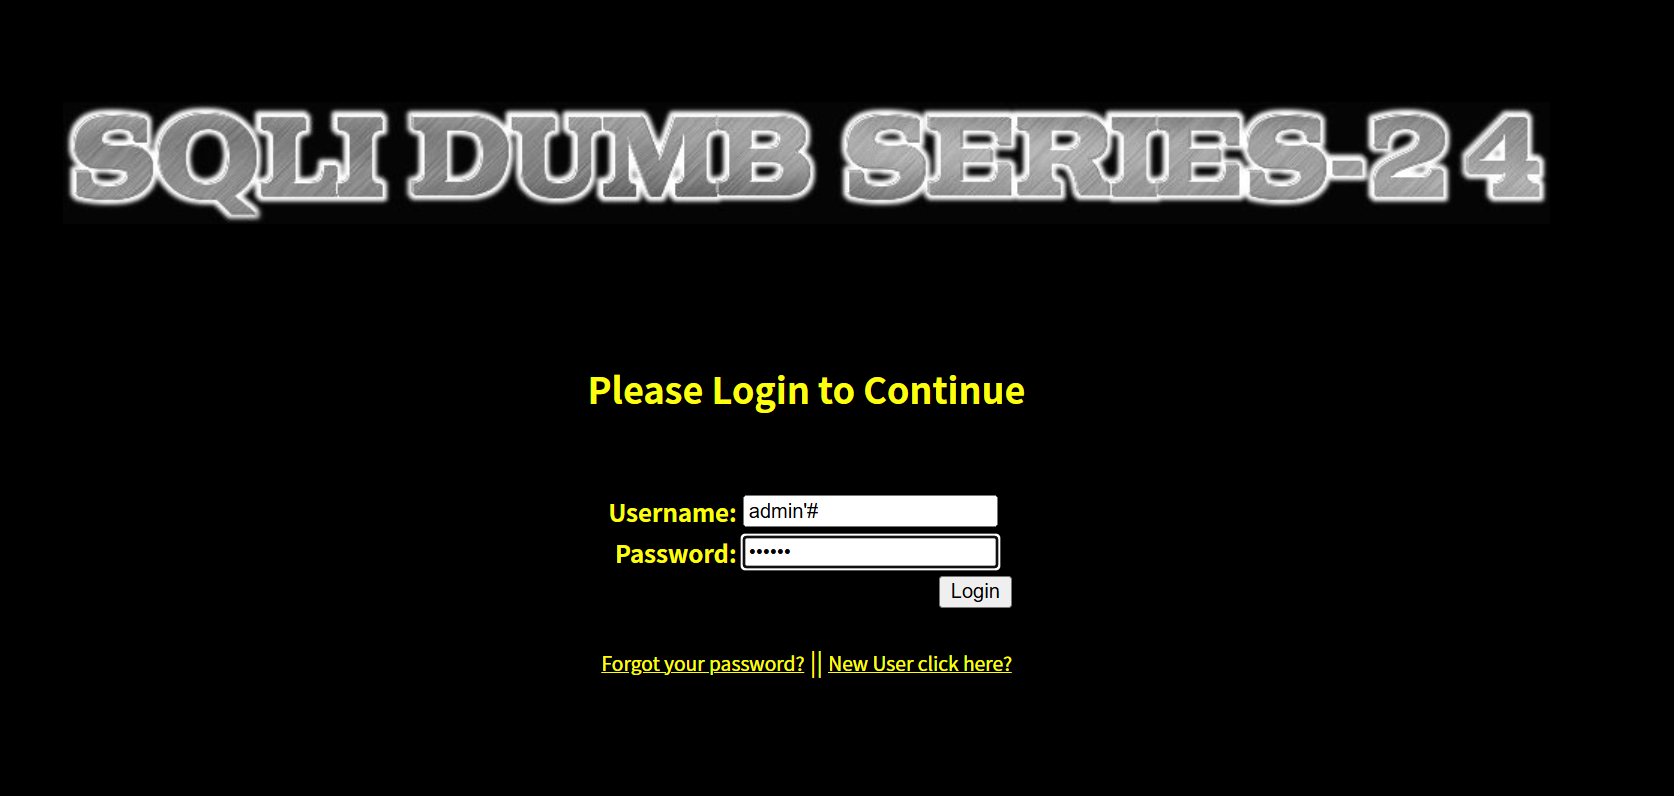 SQLI DUMB SERIES-24
Please Login to Continue
Username: admin'#
Password: ••••••
Login
Forgot your password? || New User click here?